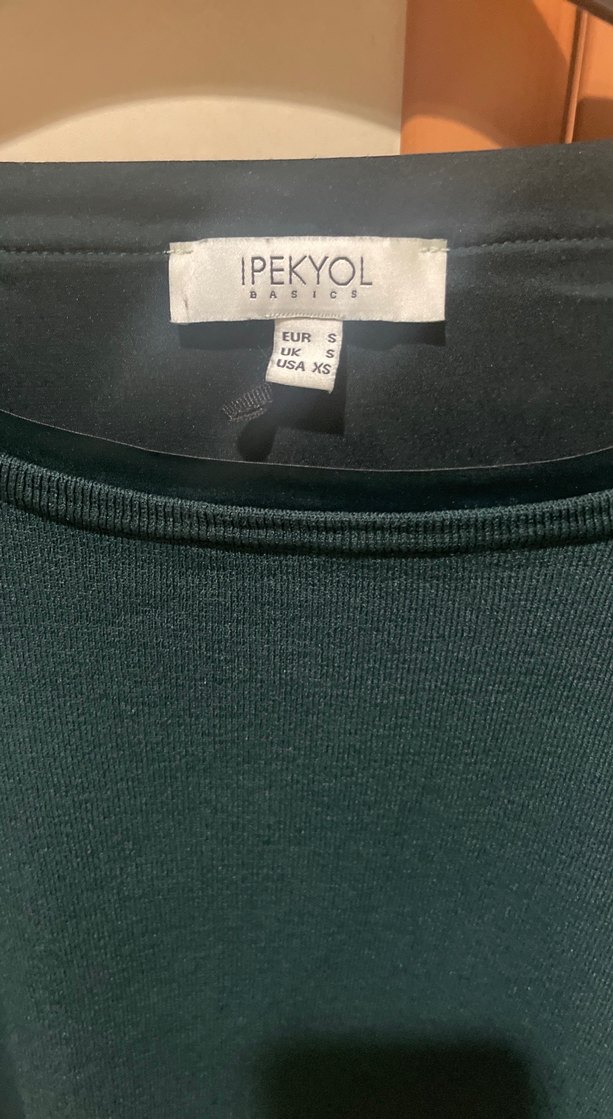 IPEKYOL
BASICS
EUR S
UK S
USA XS